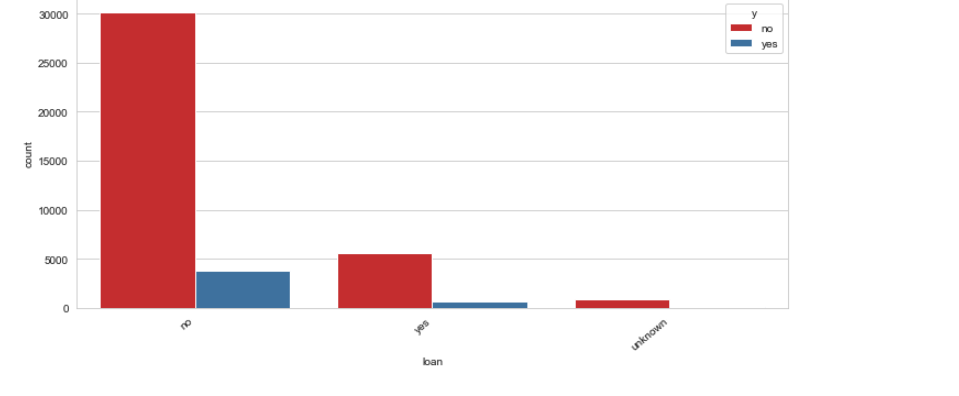 y
no
yes
30000
25000
20000
15000
10000
5000
0
count
no
yes
unknown
loan